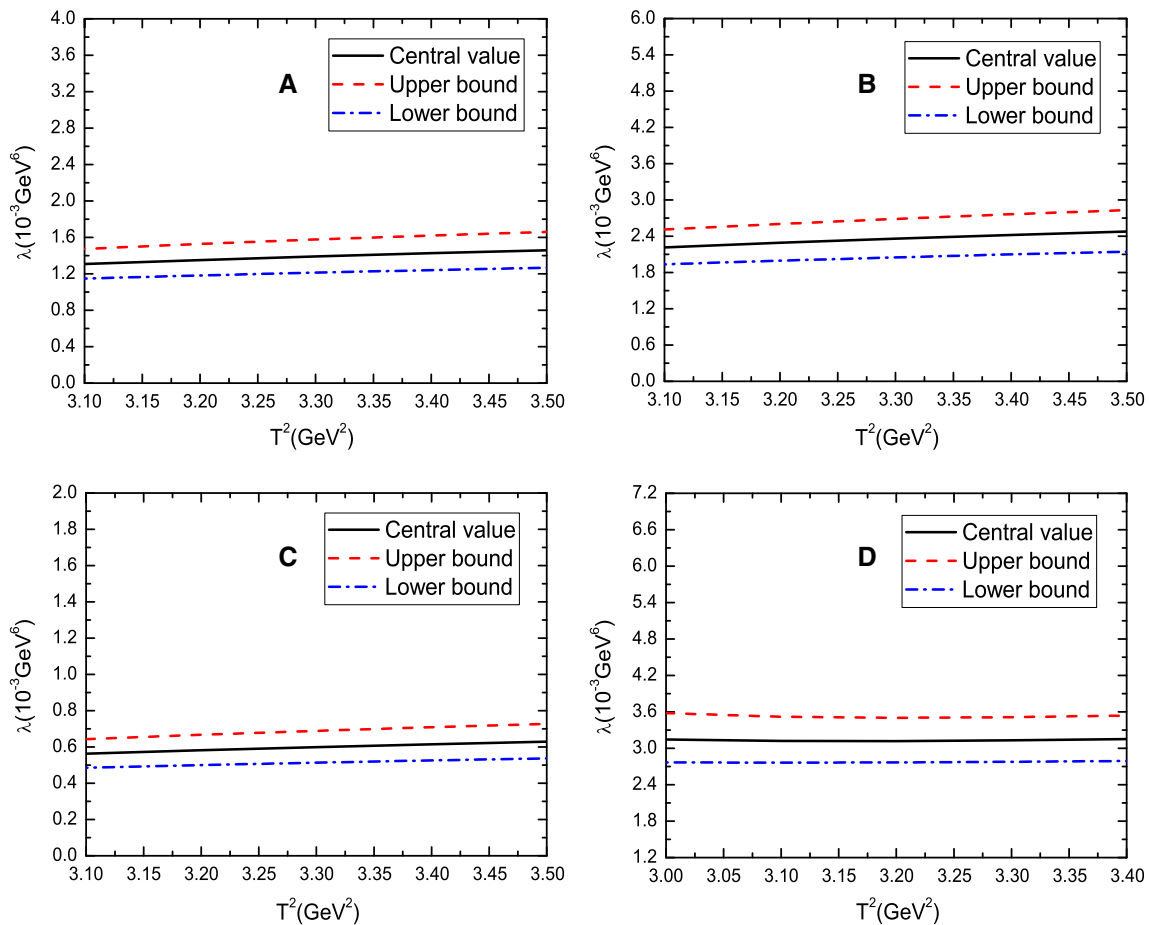 4.0
3.6
3.2
2.8
2.4
2.0
1.6
1.2
0.8
0.4
0.0
λ(10⁻³GeV⁶)
A
Central value
Upper bound
Lower bound
3.10 3.15 3.20 3.25 3.30 3.35 3.40 3.45 3.50
T²(GeV²)
6.0
5.4
4.8
4.2
3.6
3.0
2.4
1.8
1.2
0.6
0.0
λ(10⁻³GeV⁶)
B
Central value
Upper bound
Lower bound
3.10 3.15 3.20 3.25 3.30 3.35 3.40 3.45 3.50
T²(GeV²)
2.0
1.8
1.6
1.4
1.2
1.0
0.8
0.6
0.4
0.2
0.0
λ(10⁻³GeV⁶)
C
Central value
Upper bound
Lower bound
3.10 3.15 3.20 3.25 3.30 3.35 3.40 3.45 3.50
T²(GeV²)
7.2
6.6
6.0
5.4
4.8
4.2
3.6
3.0
2.4
1.8
1.2
λ(10⁻³GeV⁶)
D
Central value
Upper bound
Lower bound
3.00 3.05 3.10 3.15 3.20 3.25 3.30 3.35 3.40
T²(GeV²)